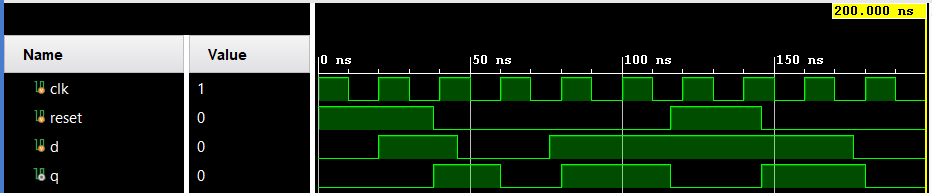 200.000 ns
Name Value
0 ns 50 ns 100 ns 150 ns
clk 1
reset 0
d 0
q 0